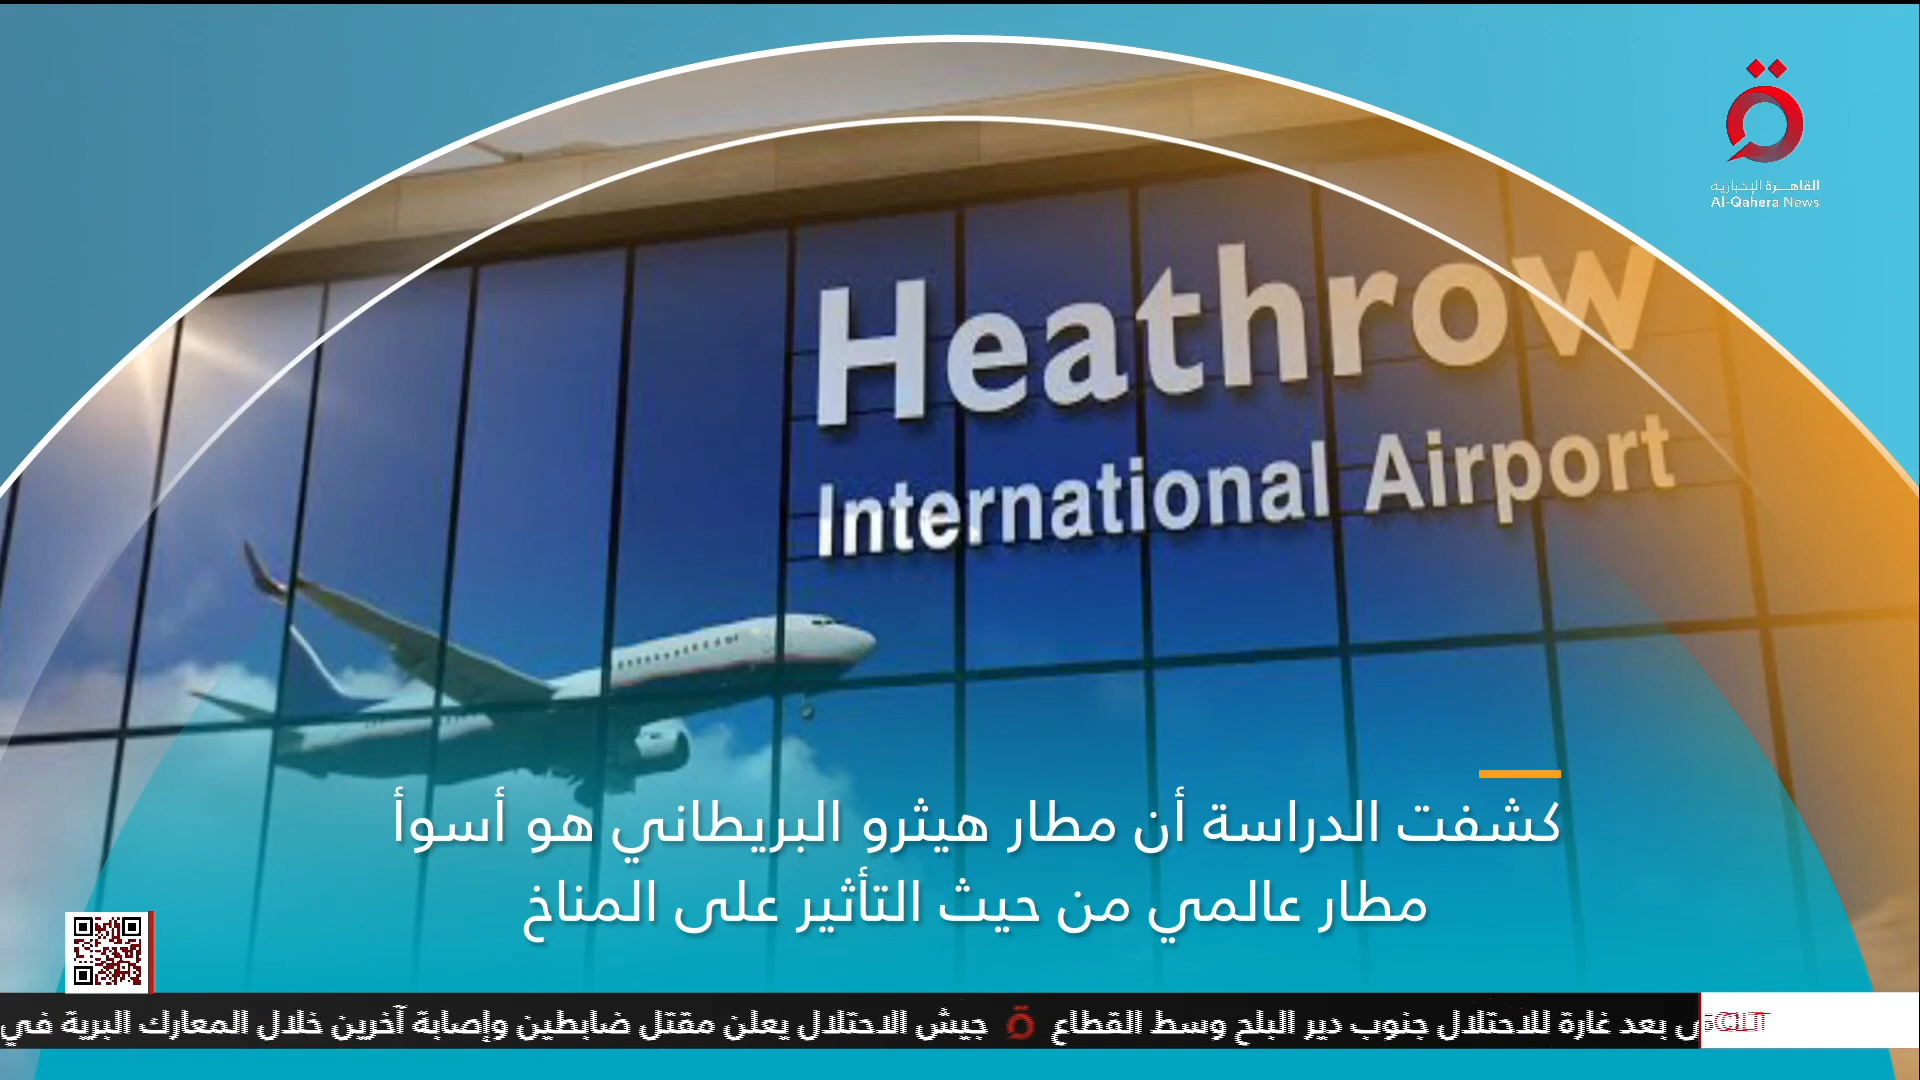 القاهرة الإخبارية
Al-Qahera News
Heathrow
International Airport
كشفت الدراسة أن مطار هيثرو البريطاني هو أسوأ
مطار عالمي من حيث التأثير على المناخ
بعد غارة للاحتلال جنوب دير البلح وسط القطاع جيش الاحتلال يعلن مقتل ضابطين وإصابة آخرين خلال المعارك البرية في